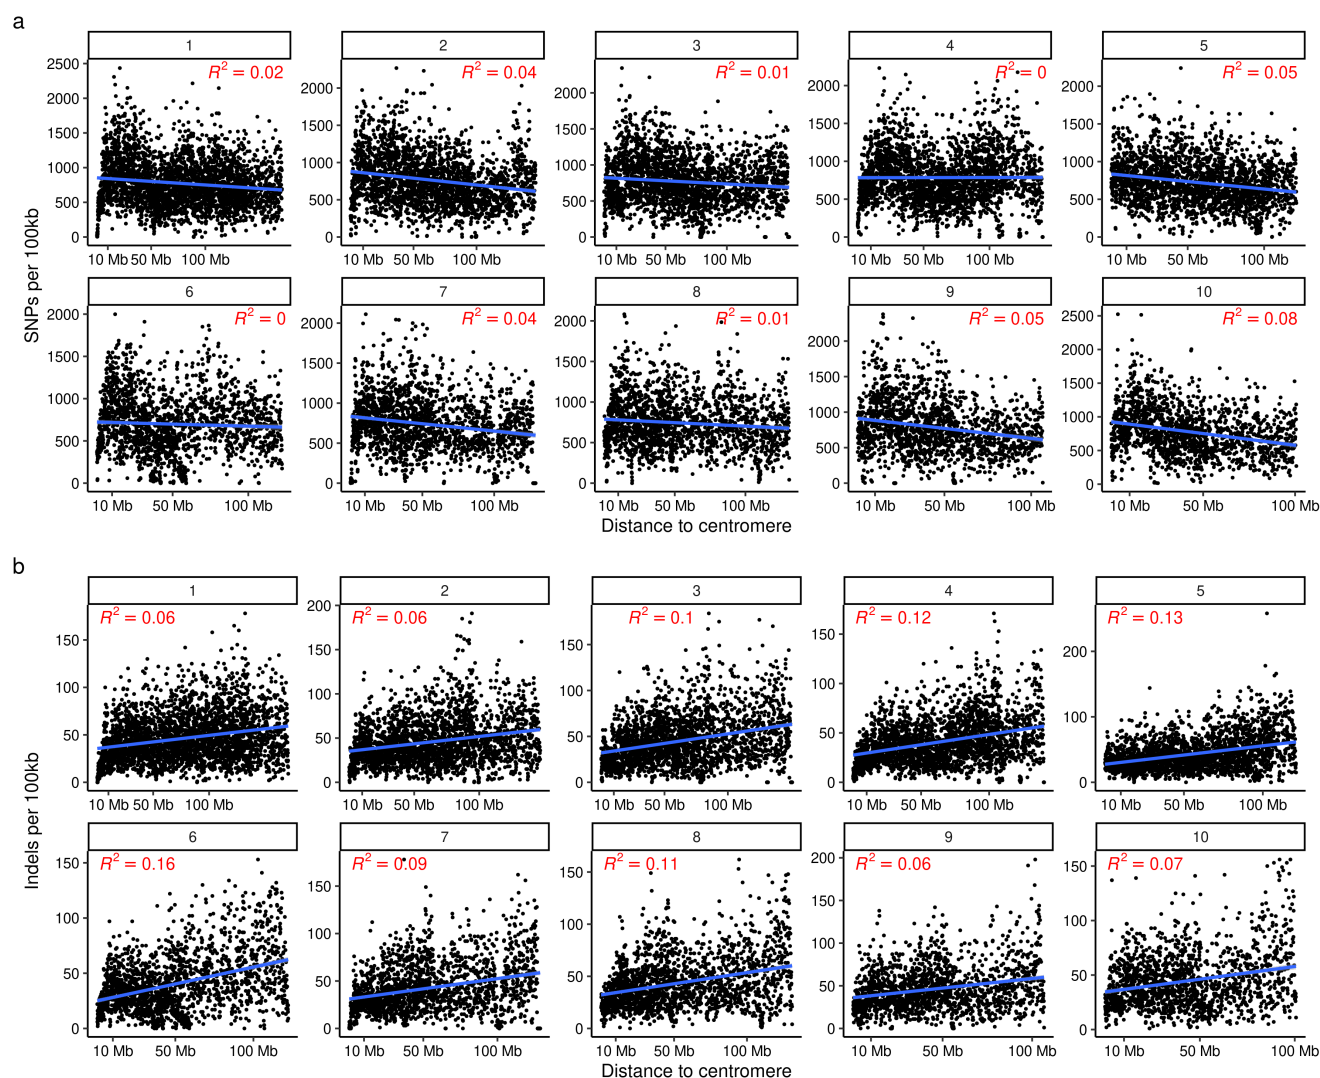 a
1 2 3 4 5
R² = 0.02 R² = 0.04 R² = 0.01 R² = 0 R² = 0.05
2500 2000 1500 1000 500 0
2000 1500 1000 500 0
2000 1500 1000 500 0
2000 1500 1000 500 0
2000 1500 1000 500 0
10 Mb 50 Mb 100 Mb 10 Mb 50 Mb 100 Mb 10 Mb 50 Mb 100 Mb 10 Mb 50 Mb 100 Mb 10 Mb 50 Mb 100 Mb
SNPs per 100kb
6 7 8 9 10
R² = 0 R² = 0.04 R² = 0.01 R² = 0.05 R² = 0.08
2000 1500 1000 500 0
2000 1500 1000 500 0
2000 1500 1000 500 0
2000 1500 1000 500 0
2500 2000 1500 1000 500 0
10 Mb 50 Mb 100 Mb 10 Mb 50 Mb 100 Mb 10 Mb 50 Mb 100 Mb 10 Mb 50 Mb 100 Mb 10 Mb 50 Mb 100 Mb
Distance to centromere
b
1 2 3 4 5
R² = 0.06 R² = 0.06 R² = 0.1 R² = 0.12 R² = 0.13
150 100 50 0
200 150 100 50 0
150 100 50 0
150 100 50 0
200 100 0
10 Mb 50 Mb 100 Mb 10 Mb 50 Mb 100 Mb 10 Mb 50 Mb 100 Mb 10 Mb 50 Mb 100 Mb 10 Mb 50 Mb 100 Mb
Indels per 100kb
6 7 8 9 10
R² = 0.16 R² = 0.09 R² = 0.11 R² = 0.06 R² = 0.07
150 100 50 0
150 100 50 0
150 100 50 0
200 150 100 50 0
150 100 50 0
10 Mb 50 Mb 100 Mb 10 Mb 50 Mb 100 Mb 10 Mb 50 Mb 100 Mb 10 Mb 50 Mb 100 Mb 10 Mb 50 Mb 100 Mb
Distance to centromere